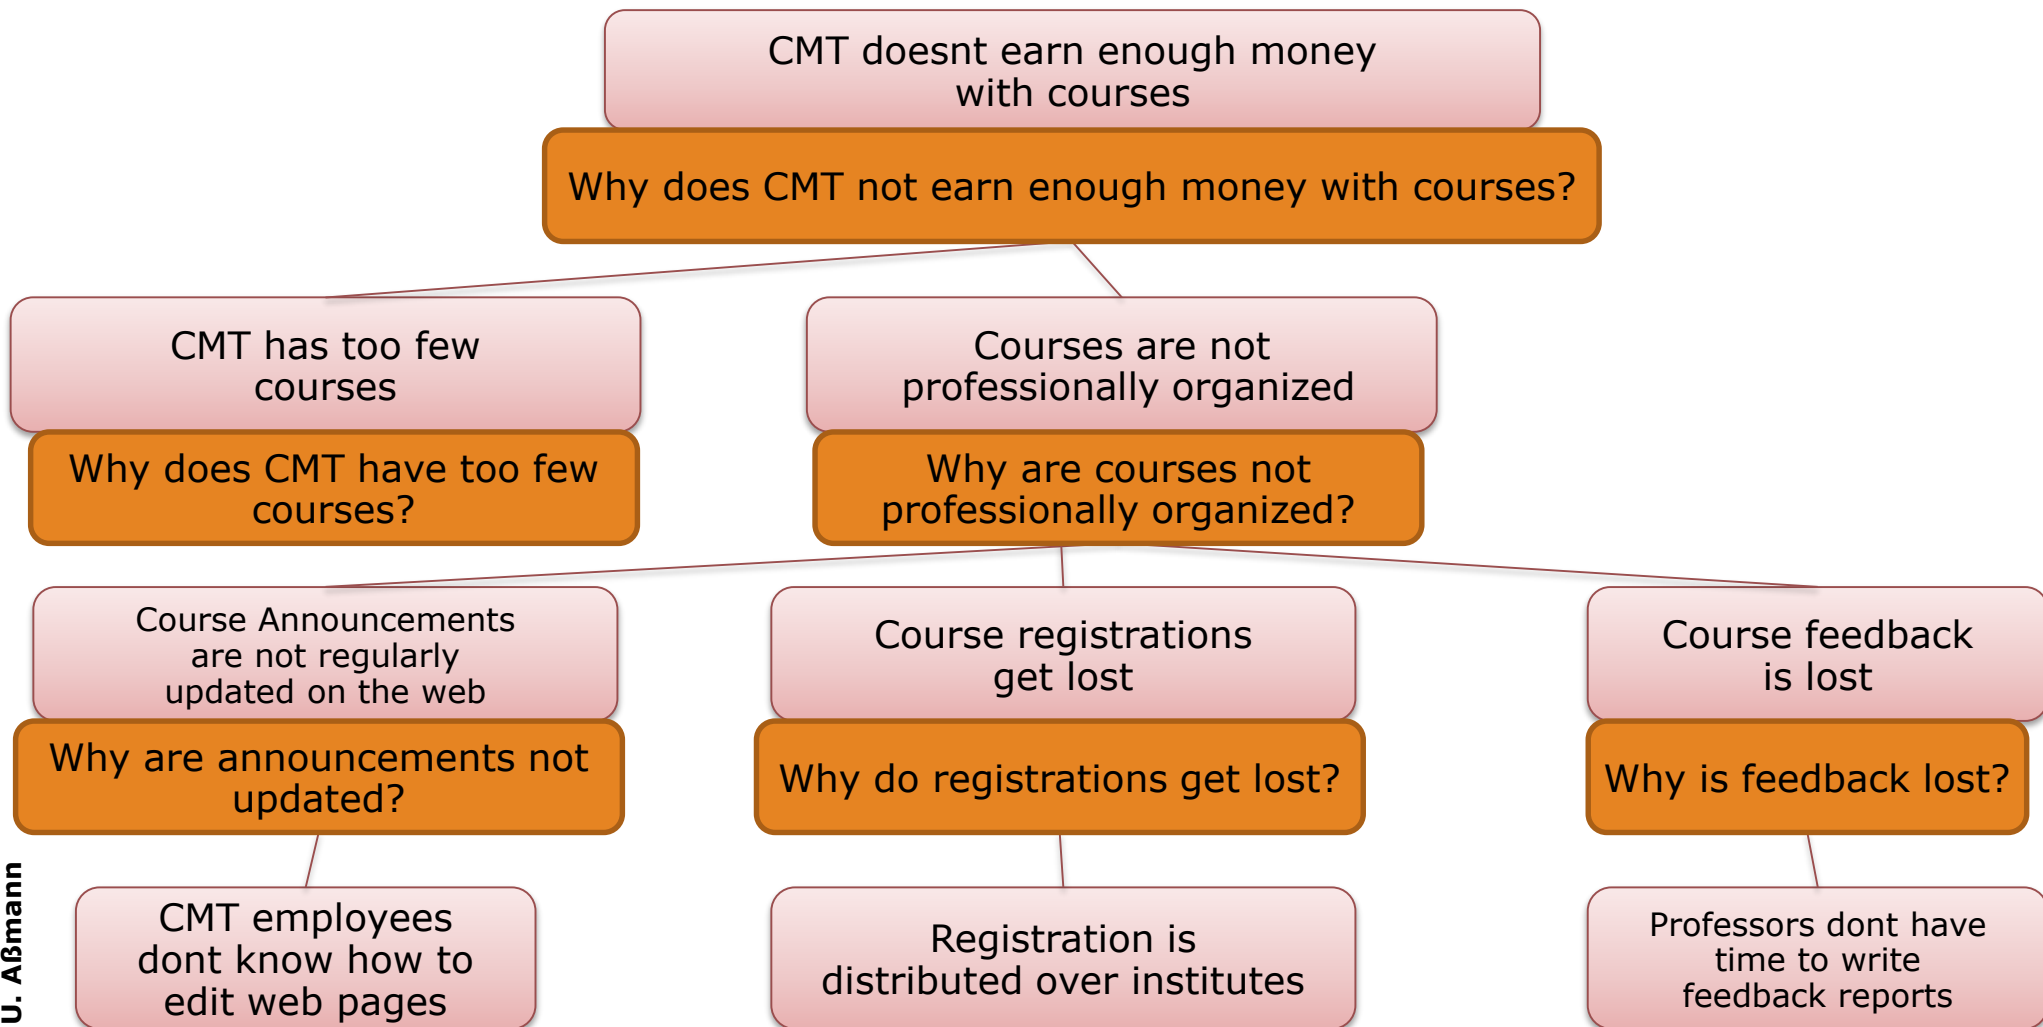 CMT doesnt earn enough money
with courses
Why does CMT not earn enough money with courses?
CMT has too few
courses
Why does CMT have too few
courses?
Courses are not
professionally organized
Why are courses not
professionally organized?
Course Announcements
are not regularly
updated on the web
Why are announcements not
updated?
Course registrations
get lost
Why do registrations get lost?
Course feedback
is lost
Why is feedback lost?
CMT employees
dont know how to
edit web pages
Registration is
distributed over institutes
Professors dont have
time to write
feedback reports
U. Aßmann